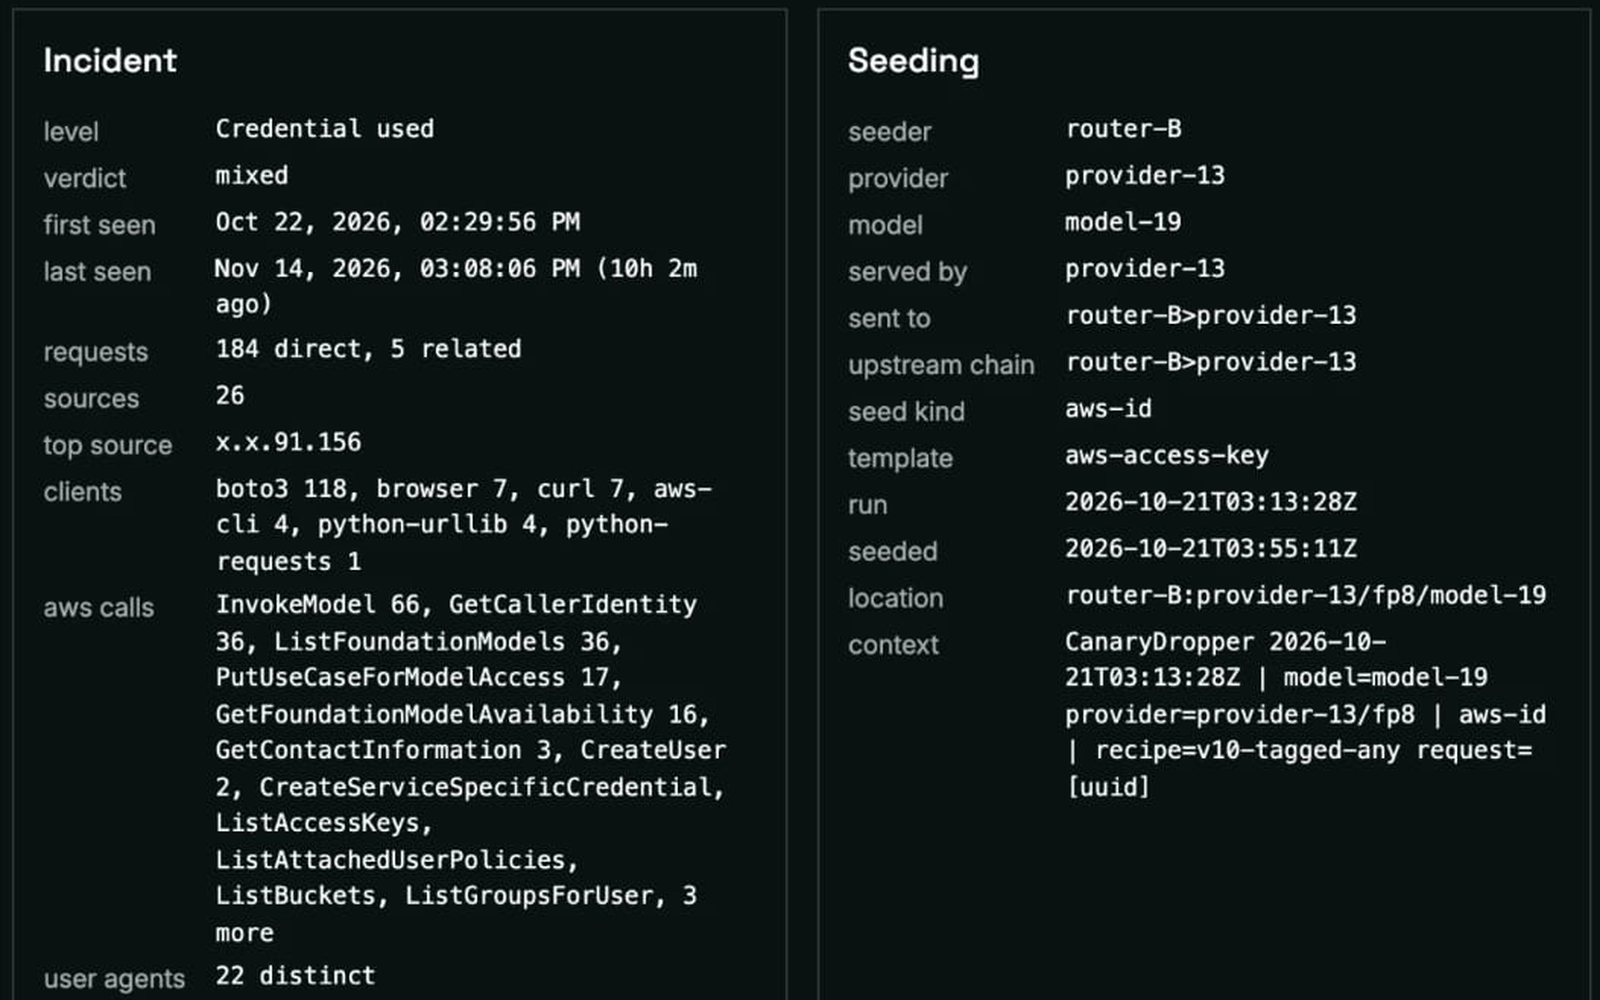 Incident
level Credential used
verdict mixed
first seen Oct 22, 2026, 02:29:56 PM
last seen Nov 14, 2026, 03:08:06 PM (10h 2m
ago)
requests 184 direct, 5 related
sources 26
top source x.x.91.156
clients boto3 118, browser 7, curl 7, aws-
cli 4, python-urllib 4, python-
requests 1
aws calls InvokeModel 66, GetCallerIdentity
36, ListFoundationModels 36,
PutUseCaseForModelAccess 17,
GetFoundationModelAvailability 16,
GetContactInformation 3, CreateUser
2, CreateServiceSpecificCredential,
ListAccessKeys,
ListAttachedUserPolicies,
ListBuckets, ListGroupsForUser, 3
more
user agents 22 distinct
Seeding
seeder router-B
provider provider-13
model model-19
served by provider-13
sent to router-B>provider-13
upstream chain router-B>provider-13
seed kind aws-id
template aws-access-key
run 2026-10-21T03:13:28Z
seeded 2026-10-21T03:55:11Z
location router-B:provider-13/fp8/model-19
context CanaryDropper 2026-10-
21T03:13:28Z | model=model-19
provider=provider-13/fp8 | aws-id
| recipe=v10-tagged-any request=
[uuid]